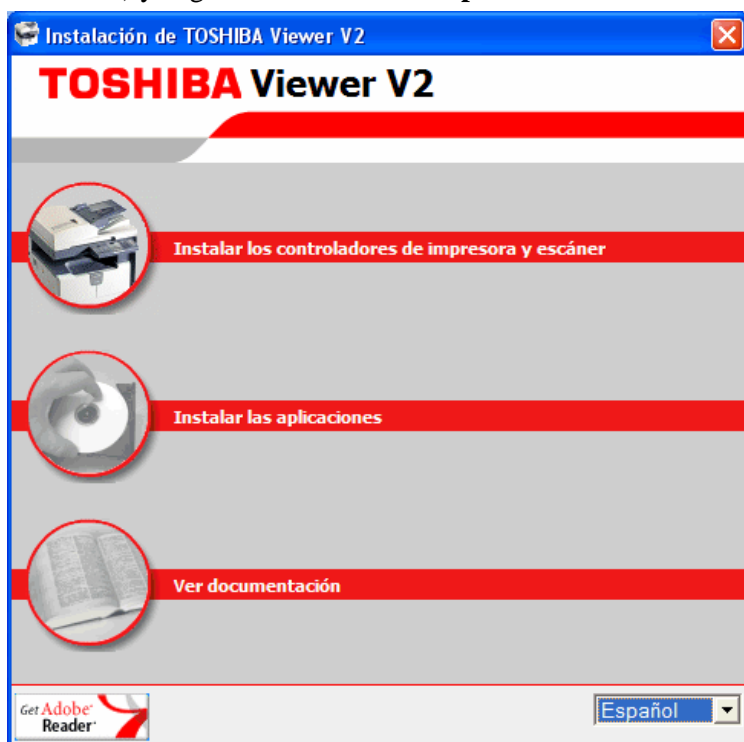 Instalación de TOSHIBA Viewer V2
TOSHIBA Viewer V2
Instalar los controladores de impresora y escáner
Instalar las aplicaciones
Ver documentación
Get Adobe
Reader
Español